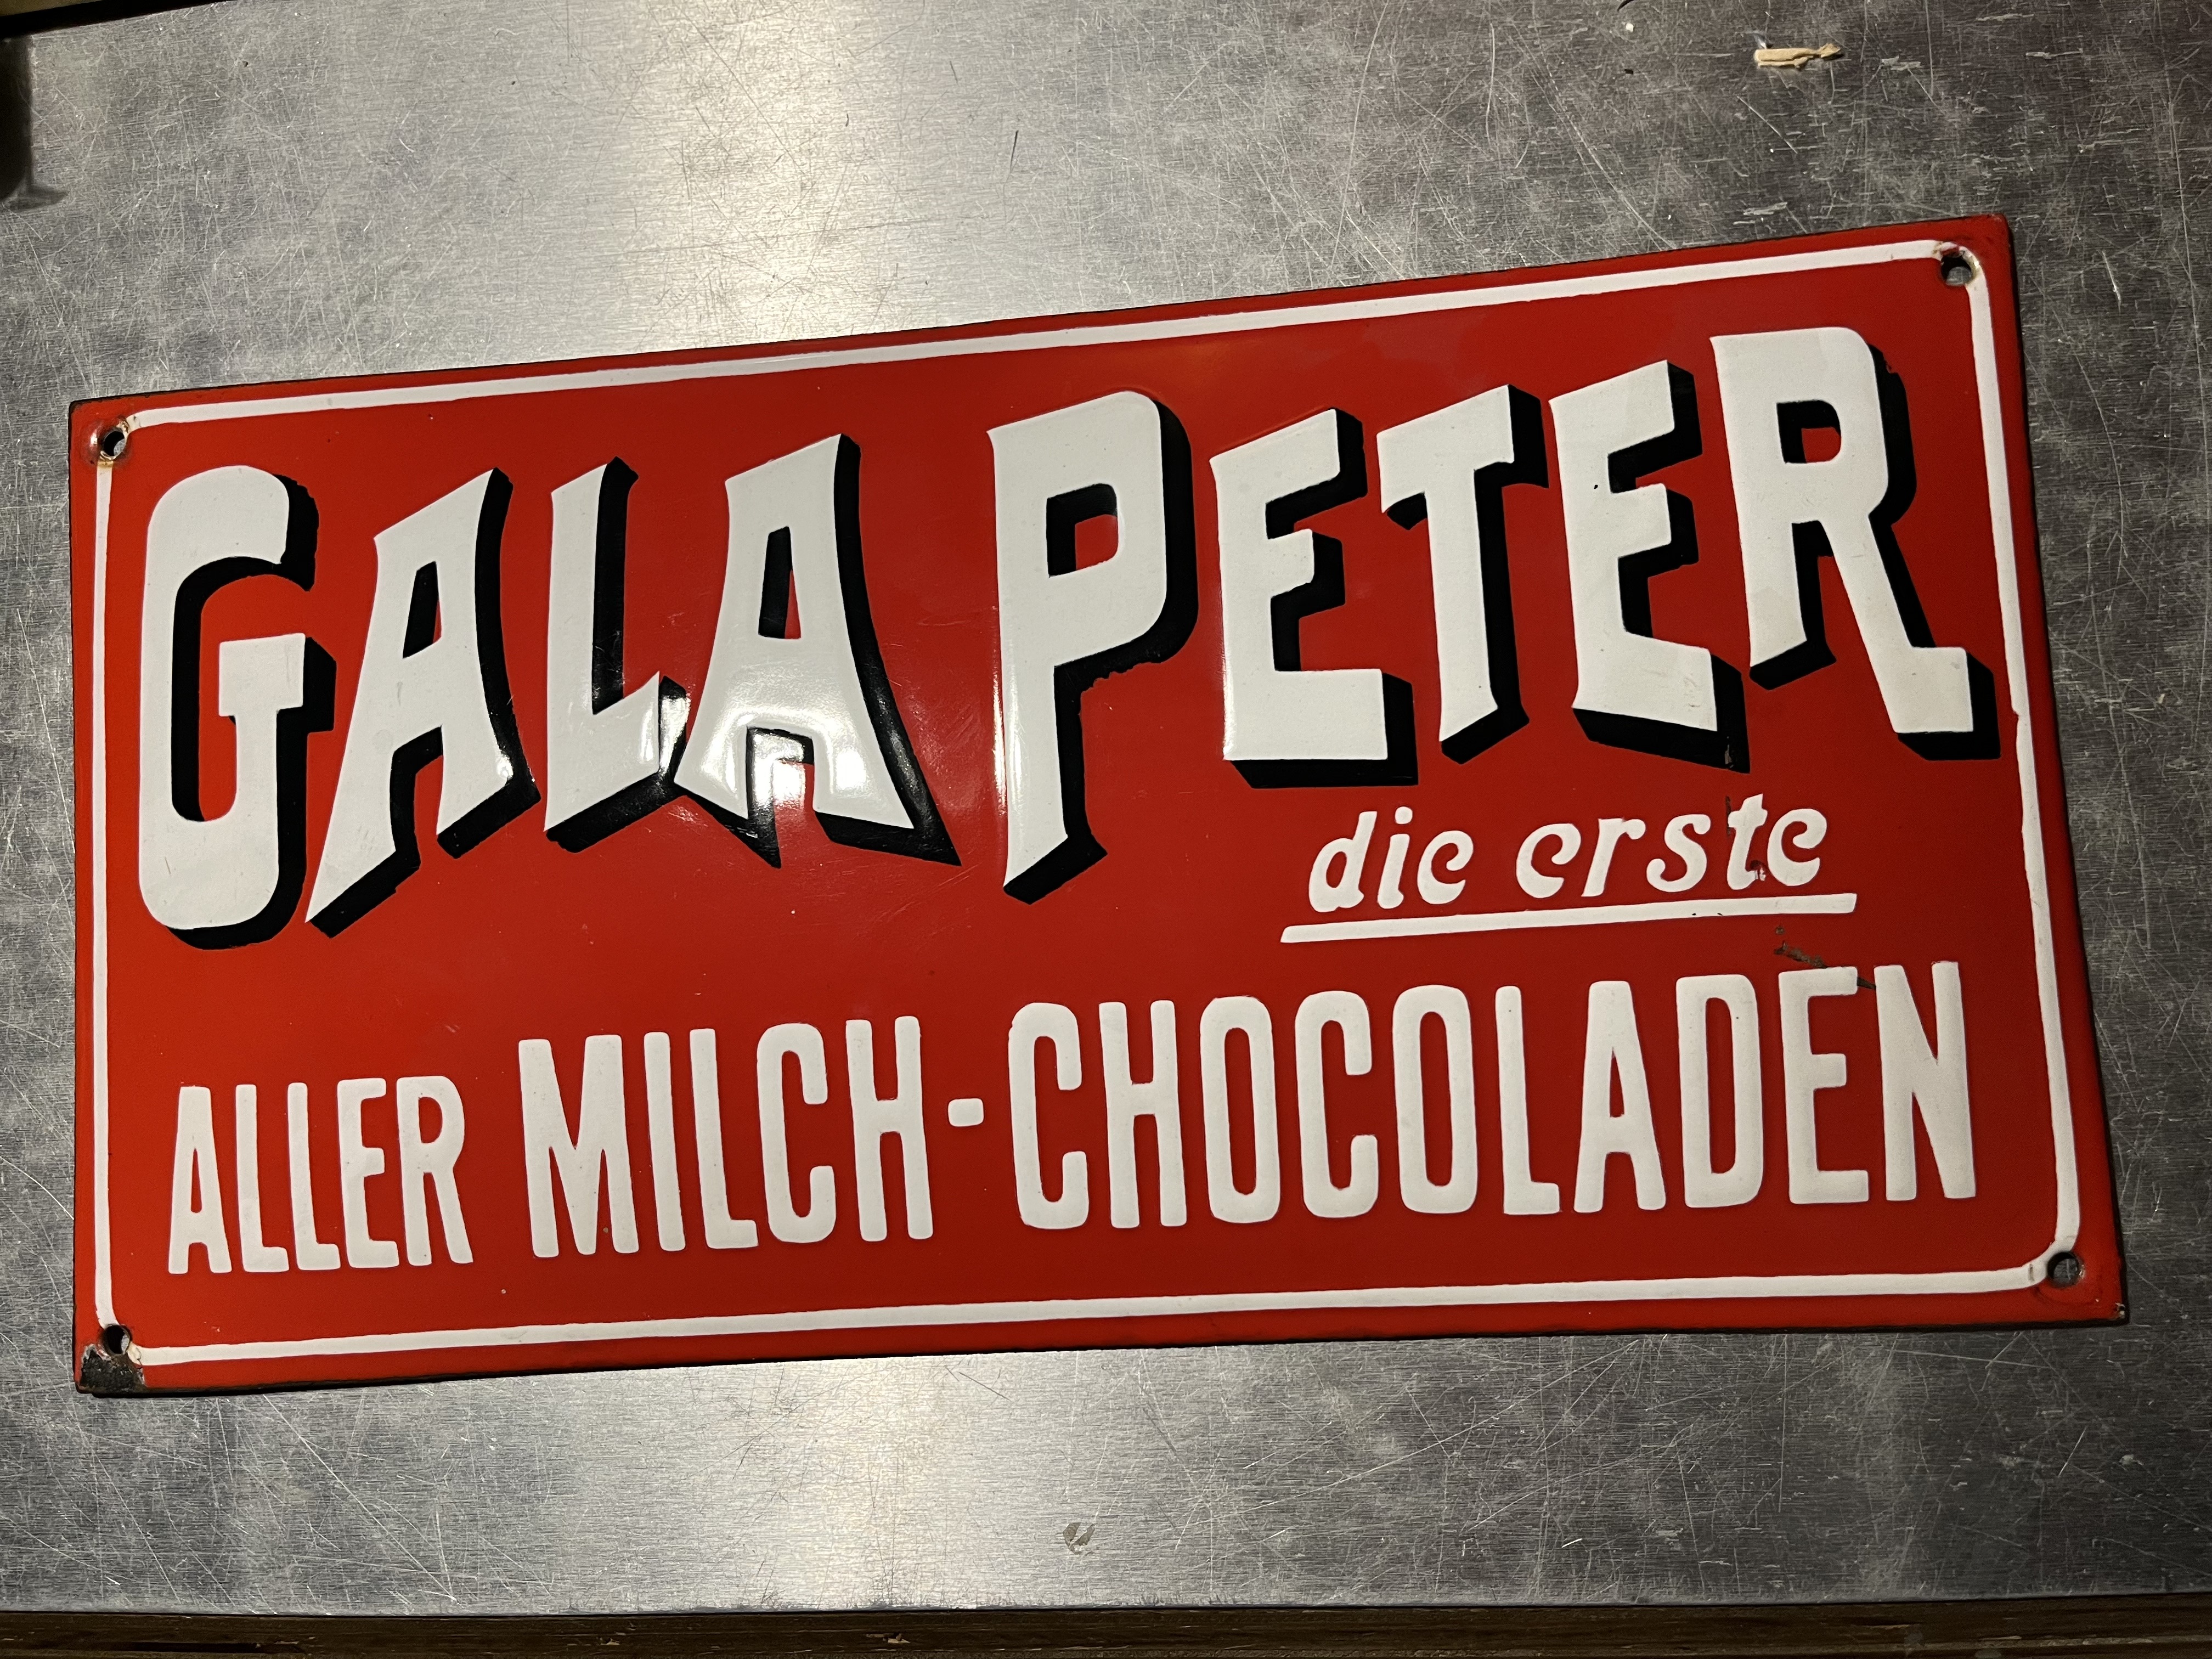 GALA PETER
die erste
ALLER MILCH-CHOCOLADEN